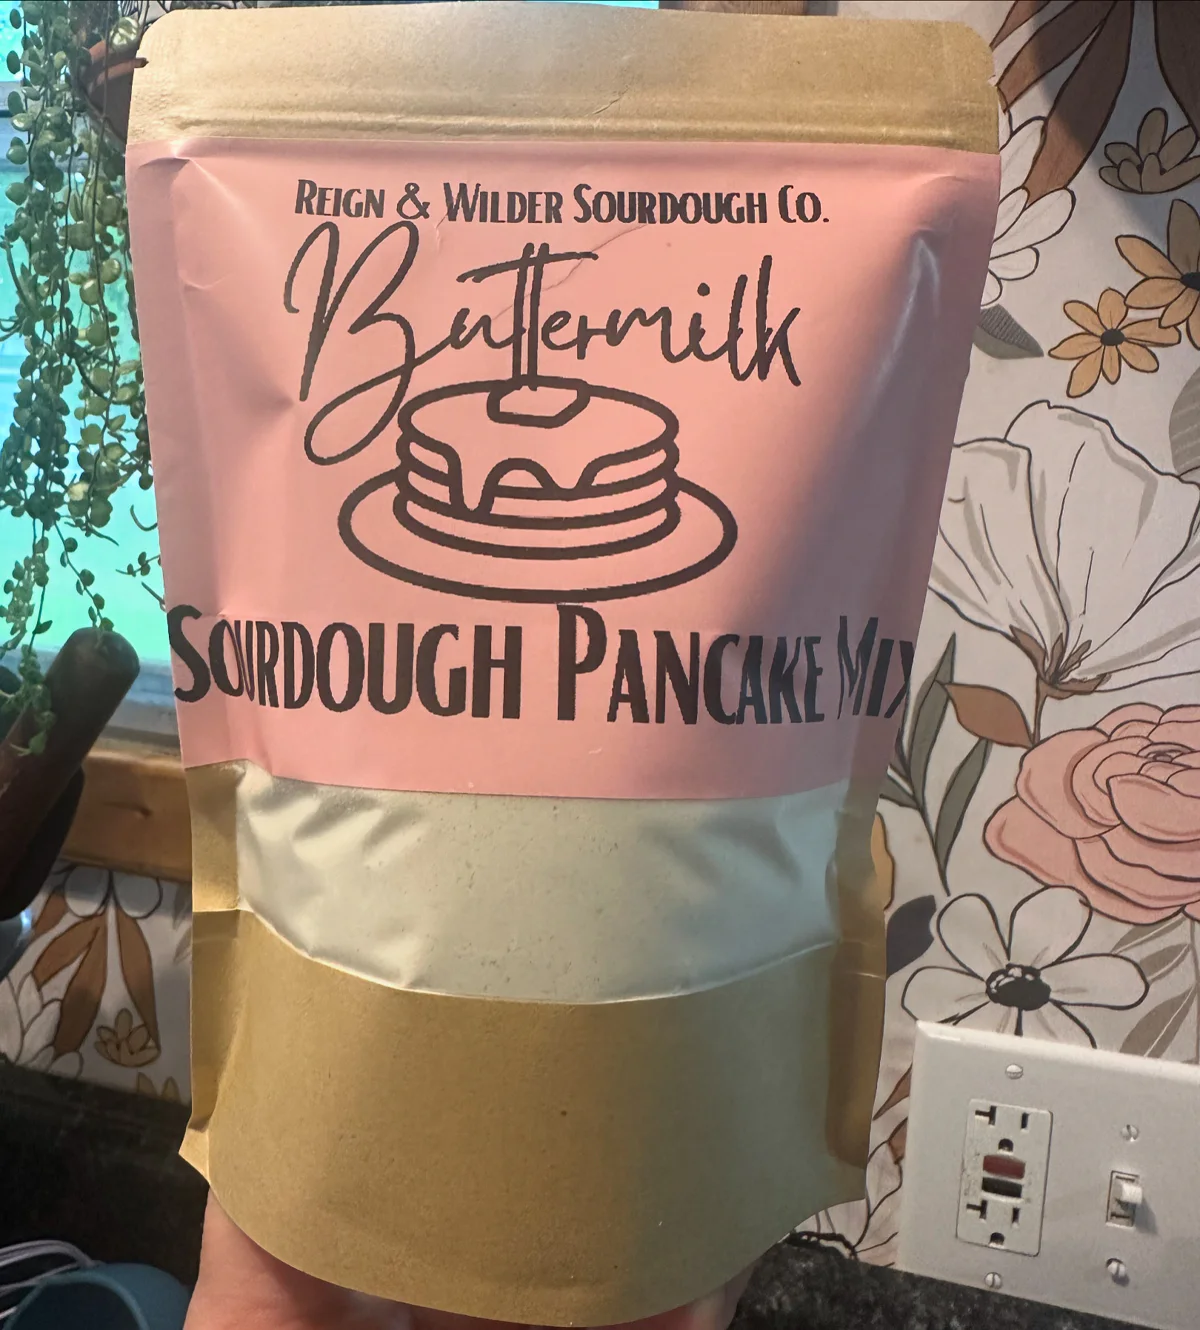 Reign & Wilder Sourdough Co.
Buttermilk
Sourdough Pancake Mix